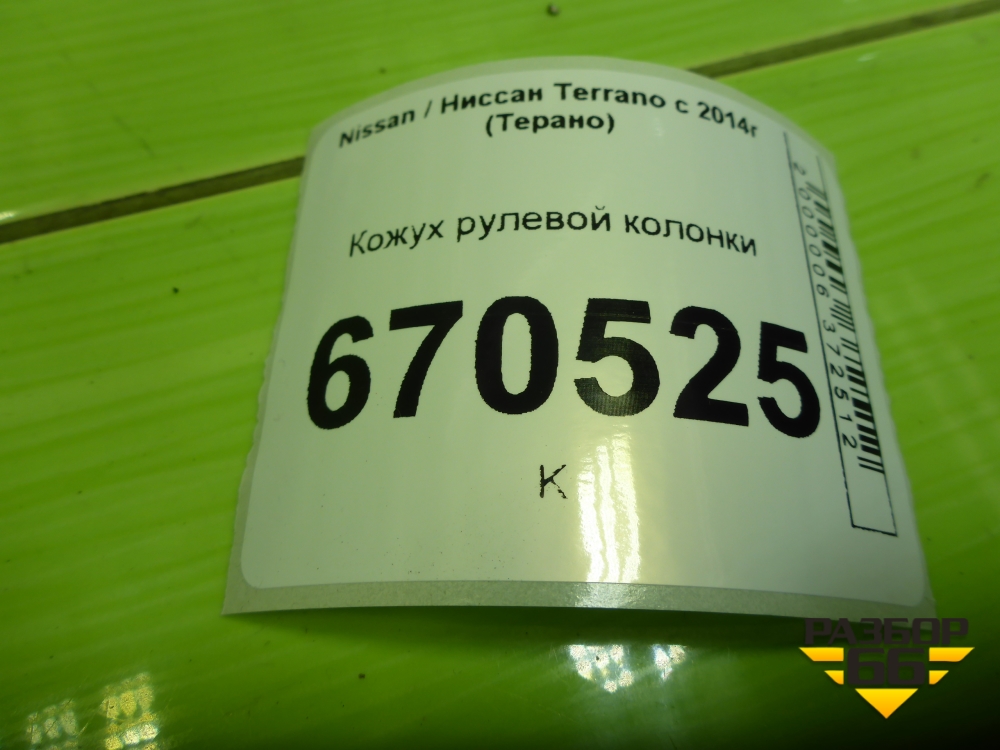 Nissan / Ниссан Terrano с 2014г
(Терано)
Кожух рулевой колонки
670525
К
2000006372512
РАЗБОР
66